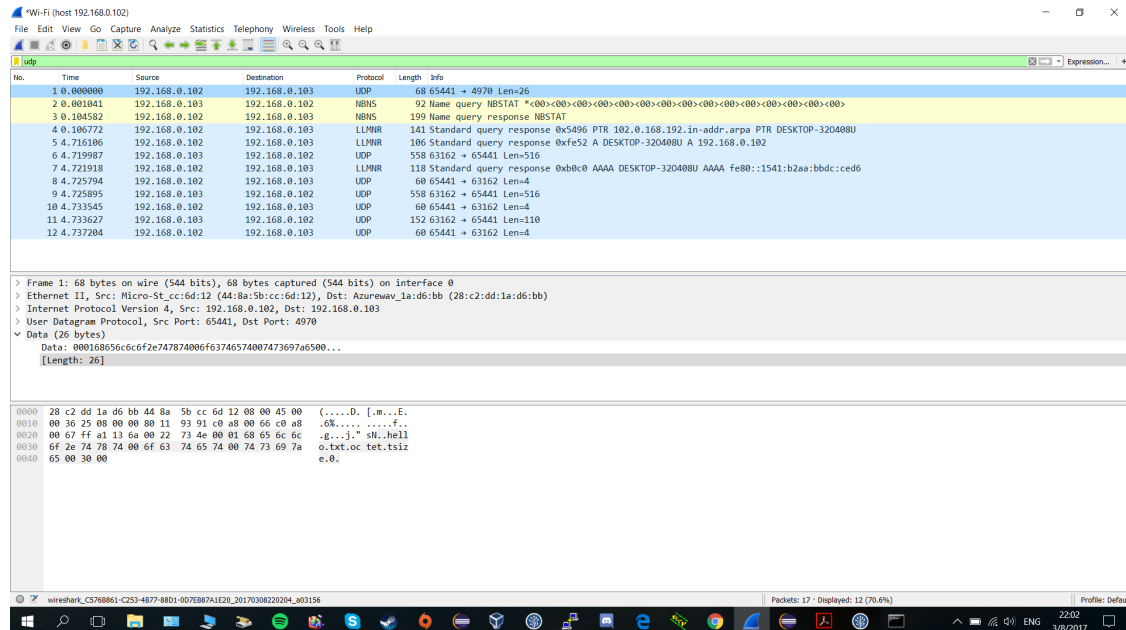 *Wi-Fi (host 192.168.0.102)
File Edit View Go Capture Analyze Statistics Telephony Wireless Tools Help
udp Expression... +
No. Time Source Destination Protocol Length Info
1 0.000000 192.168.0.102 192.168.0.103 UDP 68 65441 → 4970 Len=26
2 0.001041 192.168.0.103 192.168.0.102 NBNS 92 Name query NBSTAT *<00><00><00><00><00><00><00><00><00><00><00><00><00><00><00>
3 0.104582 192.168.0.102 192.168.0.103 NBNS 199 Name query response NBSTAT
4 0.106772 192.168.0.102 192.168.0.103 LLMNR 141 Standard query response 0x5496 PTR 102.0.168.192.in-addr.arpa PTR DESKTOP-32O408U
5 4.716106 192.168.0.102 192.168.0.103 LLMNR 106 Standard query response 0xfe52 A DESKTOP-32O408U A 192.168.0.102
6 4.719987 192.168.0.103 192.168.0.102 UDP 558 63162 → 65441 Len=516
7 4.721918 192.168.0.102 192.168.0.103 LLMNR 118 Standard query response 0xb0c0 AAAA DESKTOP-32O408U AAAA fe80::1541:b2aa:bbdc:ced6
8 4.725794 192.168.0.102 192.168.0.103 UDP 60 65441 → 63162 Len=4
9 4.725895 192.168.0.103 192.168.0.102 UDP 558 63162 → 65441 Len=516
10 4.733545 192.168.0.102 192.168.0.103 UDP 60 65441 → 63162 Len=4
11 4.733627 192.168.0.103 192.168.0.102 UDP 152 63162 → 65441 Len=110
12 4.737204 192.168.0.102 192.168.0.103 UDP 60 65441 → 63162 Len=4
> Frame 1: 68 bytes on wire (544 bits), 68 bytes captured (544 bits) on interface 0
> Ethernet II, Src: Micro-St_cc:6d:12 (44:8a:5b:cc:6d:12), Dst: Azurewav_1a:d6:bb (28:c2:dd:1a:d6:bb)
> Internet Protocol Version 4, Src: 192.168.0.102, Dst: 192.168.0.103
> User Datagram Protocol, Src Port: 65441, Dst Port: 4970
Data (26 bytes)
Data: 000168656c6c6f2e747874006f63746574007473697a6500...
[Length: 26]
0000 28 c2 dd 1a d6 bb 44 8a 5b cc 6d 12 08 00 45 00 (.....D. [.m...E.
0010 00 36 25 08 00 00 80 11 93 91 c0 a8 00 66 c0 a8 .6%..... .....f..
0020 00 67 ff a1 13 6a 00 22 73 4e 00 01 68 65 6c 6c .g...j." sN..hell
0030 6f 2e 74 78 74 00 6f 63 74 65 74 00 74 73 69 7a o.txt.oc tet.tsiz
0040 65 00 30 00 e.0.
wireshark_C576B861-C253-4B77-88D1-0D7EB87A1E20_20170308220204_a03156 Packets: 17 · Displayed: 12 (70.6%) Profile: Defau
ENG 22:02
3/8/2017